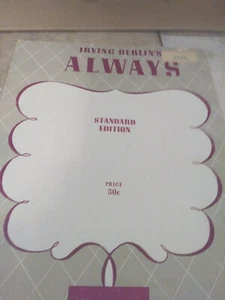 IRVING BERLIN'S
ALWAYS
STANDARD
EDITION
PRICE
50¢